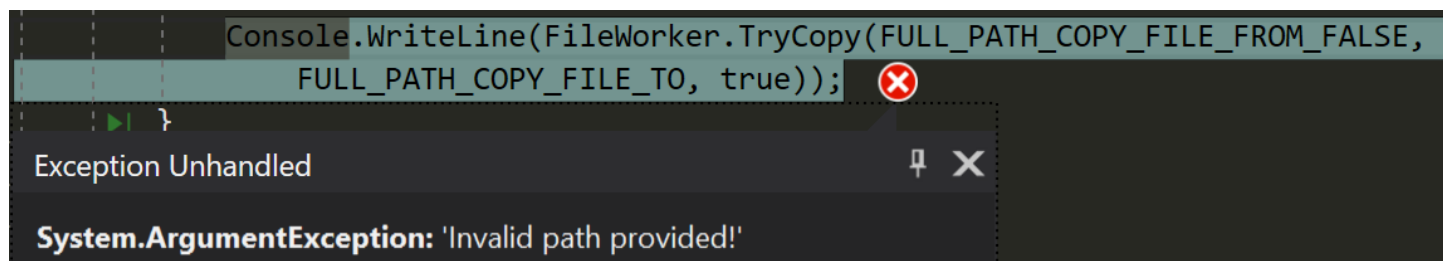 Console.WriteLine(FileWorker.TryCopy(FULL_PATH_COPY_FILE_FROM_FALSE,
FULL_PATH_COPY_FILE_TO, true));
}
Exception Unhandled
System.ArgumentException: 'Invalid path provided!'